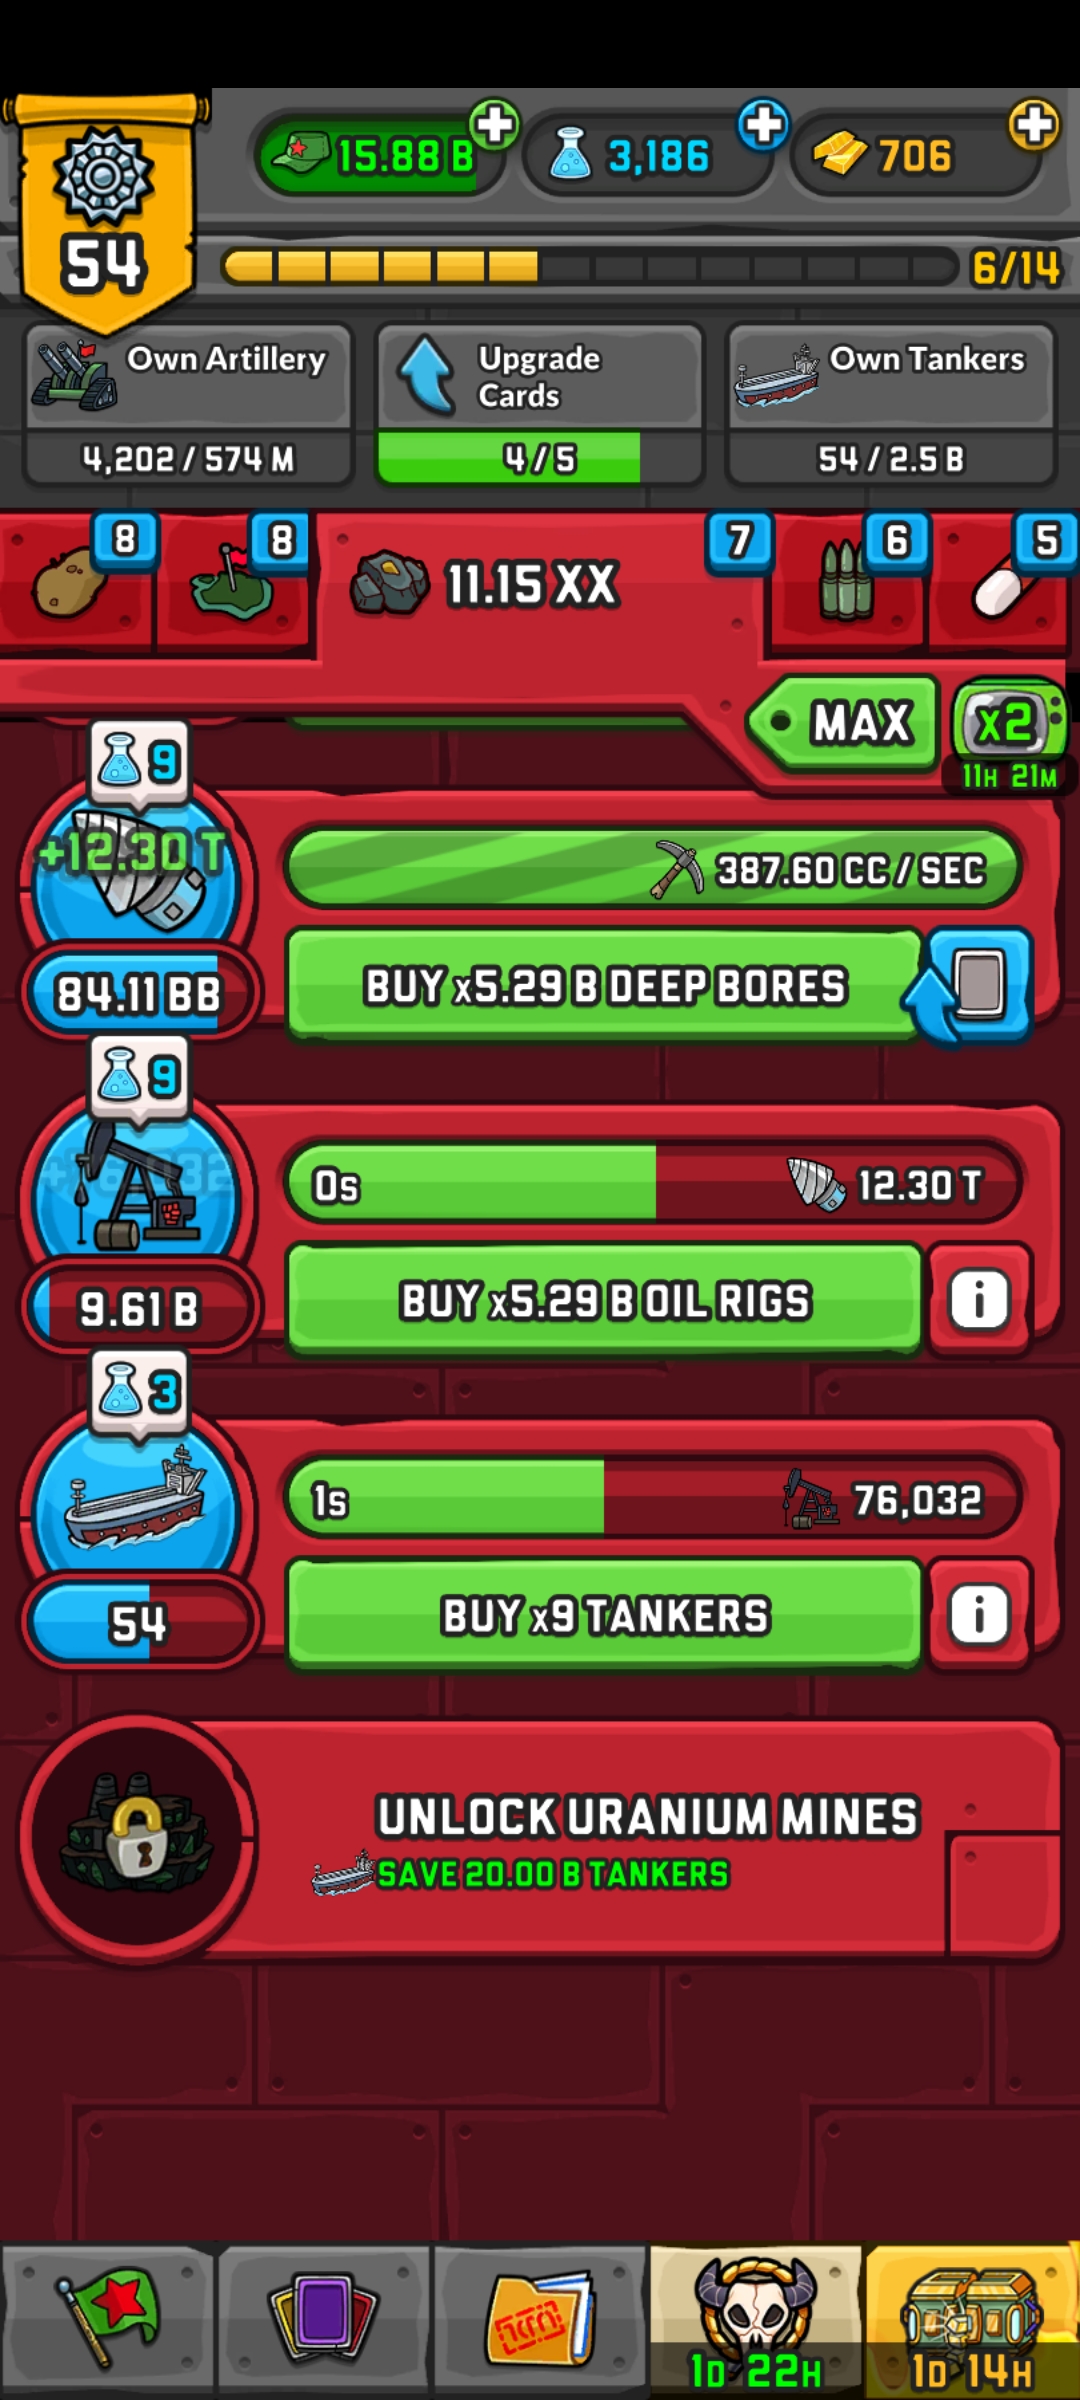 54
15.88 B
3,186
706
6/14
Own Artillery
4,202 / 574 M
Upgrade
Cards
4 / 5
Own Tankers
54 / 2.5 B
8
8
11.15 XX
7
6
5
MAX
x2
11H 21M
9
+12.30 T
387.60 CC / SEC
84.11 BB
BUY x5.29 B DEEP BORES
9
0s
12.30 T
9.61 B
BUY x5.29 B OIL RIGS
i
3
1s
76,032
54
BUY x9 TANKERS
i
UNLOCK URANIUM MINES
SAVE 20.00 B TANKERS
1D 22H
1D 14H